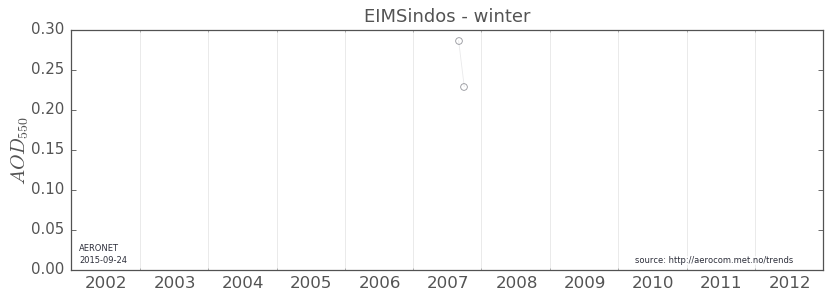 EIMSindos - winter
0.30
0.25
0.20
0.15
0.10
0.05
0.00
AOD550
AERONET
2015-09-24
source: http://aerocom.met.no/trends
2002 2003 2004 2005 2006 2007 2008 2009 2010 2011 2012